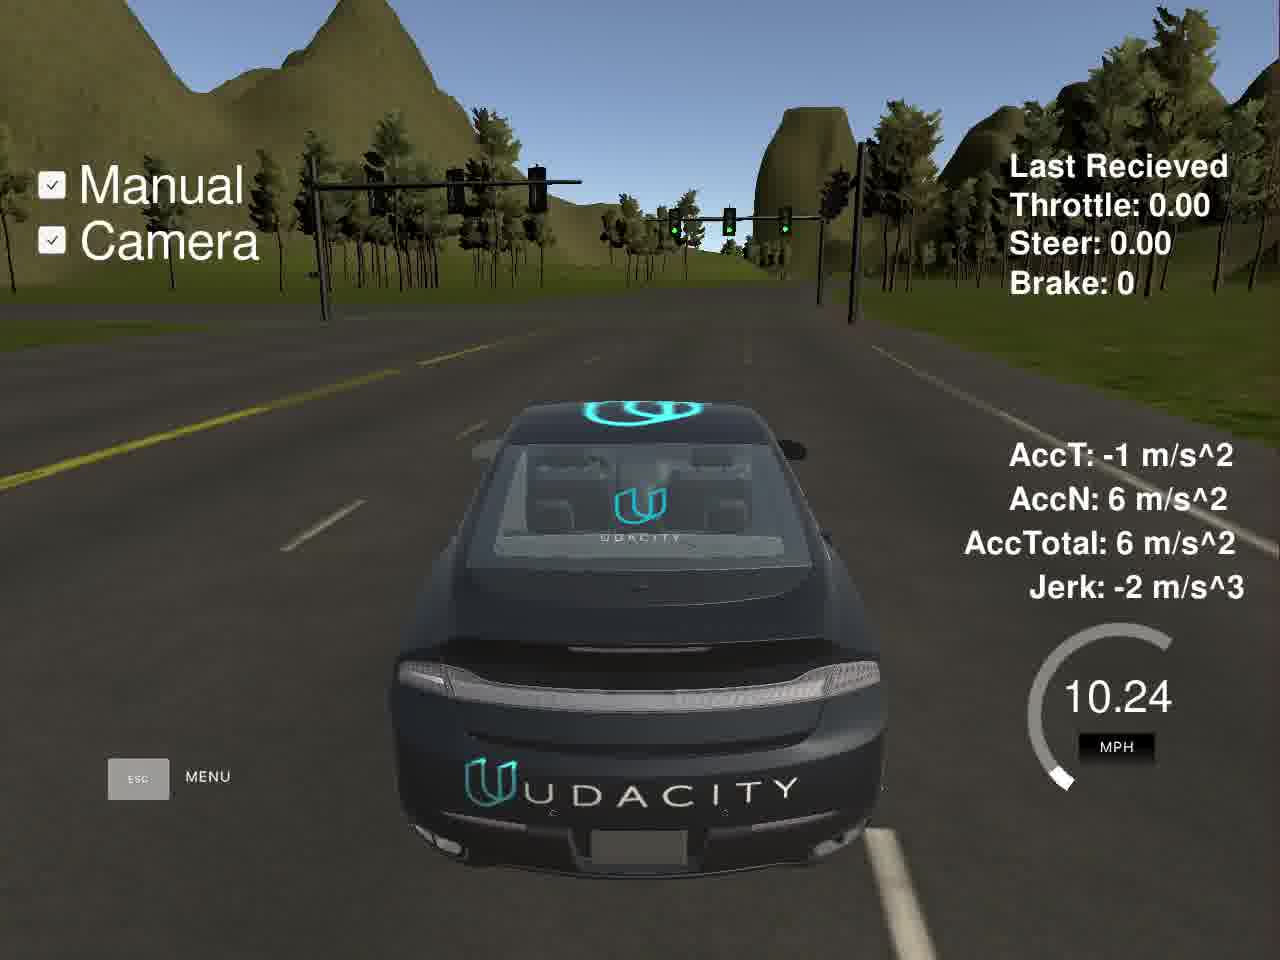 Manual
Camera
Last Recieved
Throttle: 0.00
Steer: 0.00
Brake: 0
AccT: -1 m/s^2
AccN: 6 m/s^2
AccTotal: 6 m/s^2
Jerk: -2 m/s^3
10.24
MPH
UDACITY
UDACITY
ESC MENU